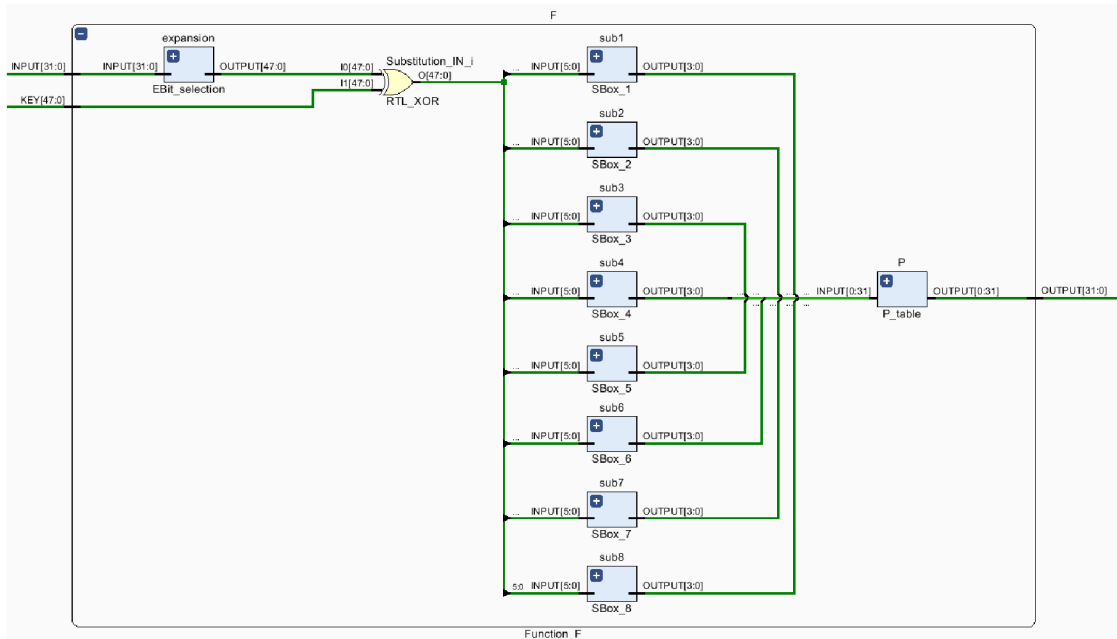 F
expansion
INPUT[31:0] INPUT[31:0] OUTPUT[47:0]
EBit_selection
KEY[47:0]
Substitution_IN_i
I0[47:0] O[47:0]
I1[47:0]
RTL_XOR
sub1
... INPUT[5:0] OUTPUT[3:0]
SBox_1
sub2
... INPUT[5:0] OUTPUT[3:0]
SBox_2
sub3
... INPUT[5:0] OUTPUT[3:0]
SBox_3
sub4
... INPUT[5:0] OUTPUT[3:0]
SBox_4
sub5
... INPUT[5:0] OUTPUT[3:0]
SBox_5
sub6
... INPUT[5:0] OUTPUT[3:0]
SBox_6
sub7
... INPUT[5:0] OUTPUT[3:0]
SBox_7
sub8
5:0 INPUT[5:0] OUTPUT[3:0]
SBox_8
P
INPUT[0:31] OUTPUT[0:31] OUTPUT[31:0]
P_table
Function_F